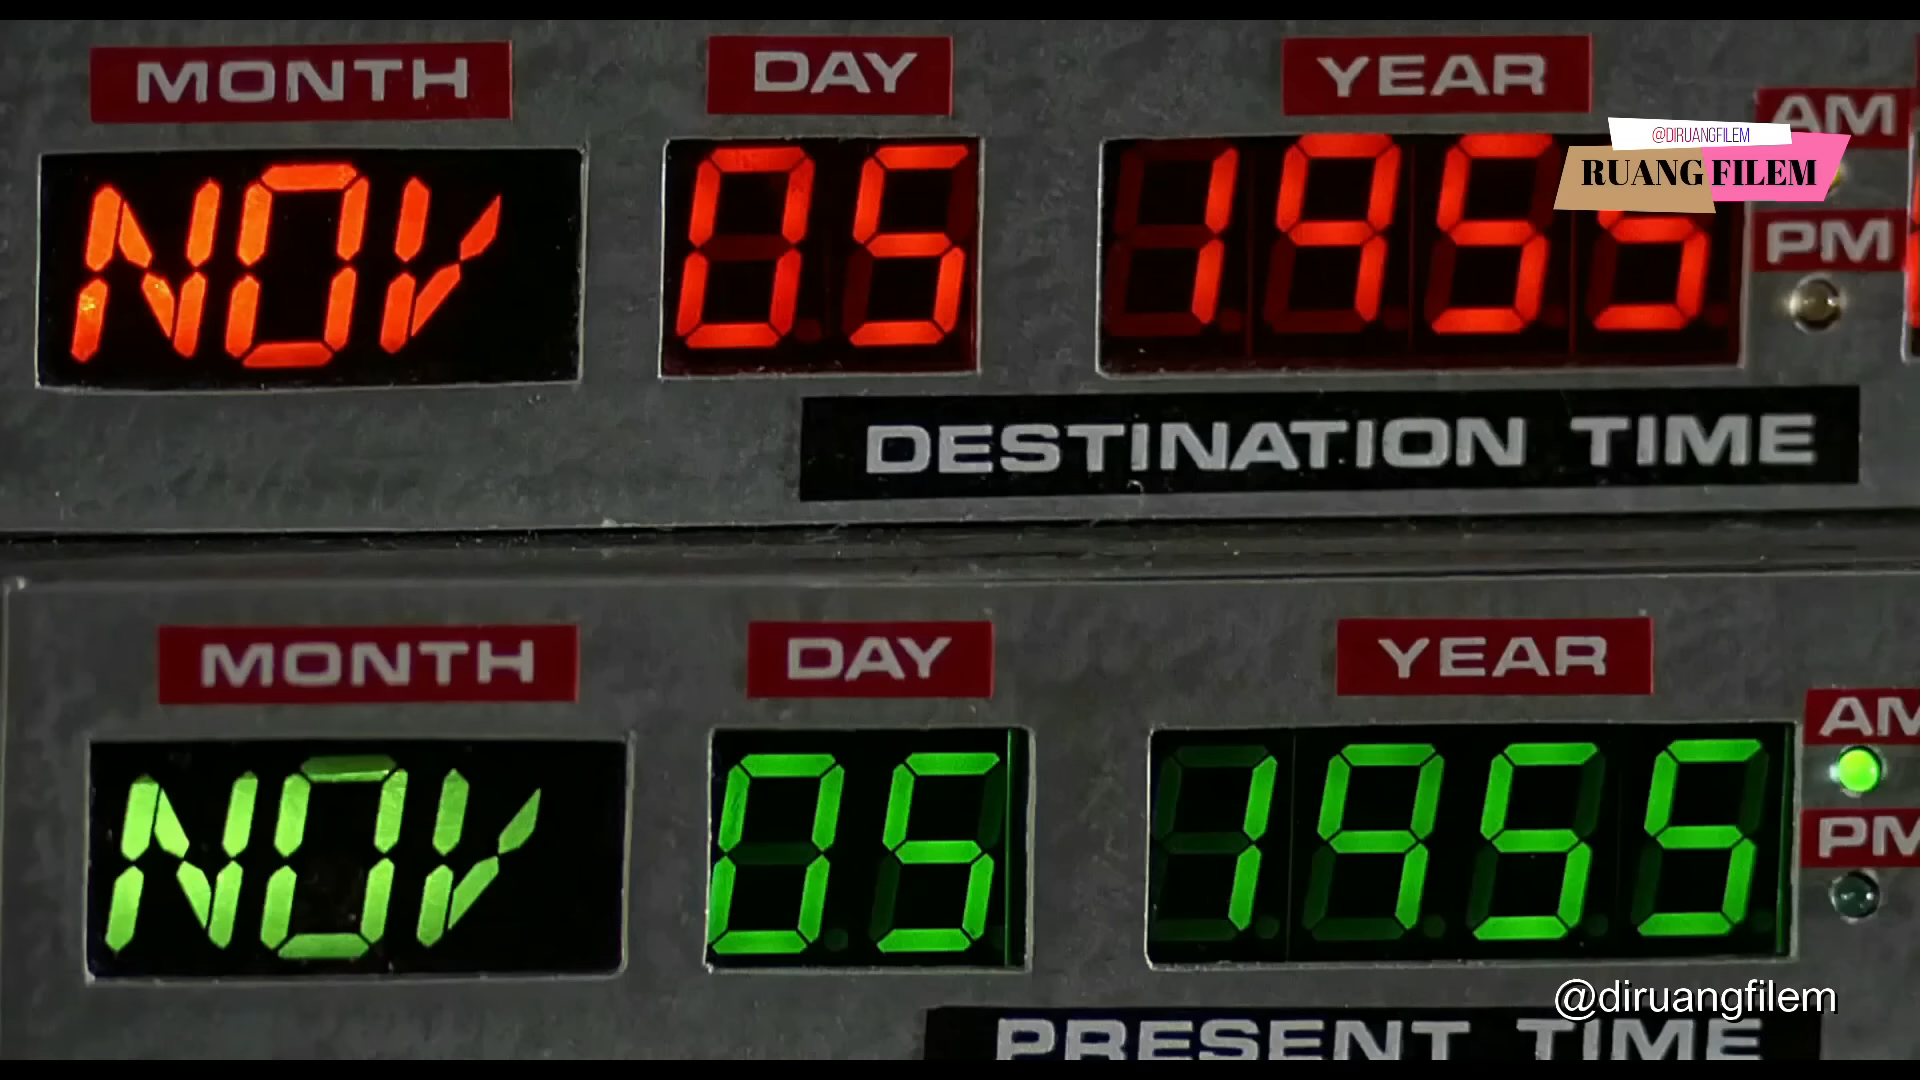 MONTH DAY YEAR
AM
@DIRUANGFILEM
RUANG FILEM
NOV 05 1955
PM
DESTINATION TIME
MONTH DAY YEAR
AM
NOV 05 1955
PM
@diruangfilem
PRESENT TIME